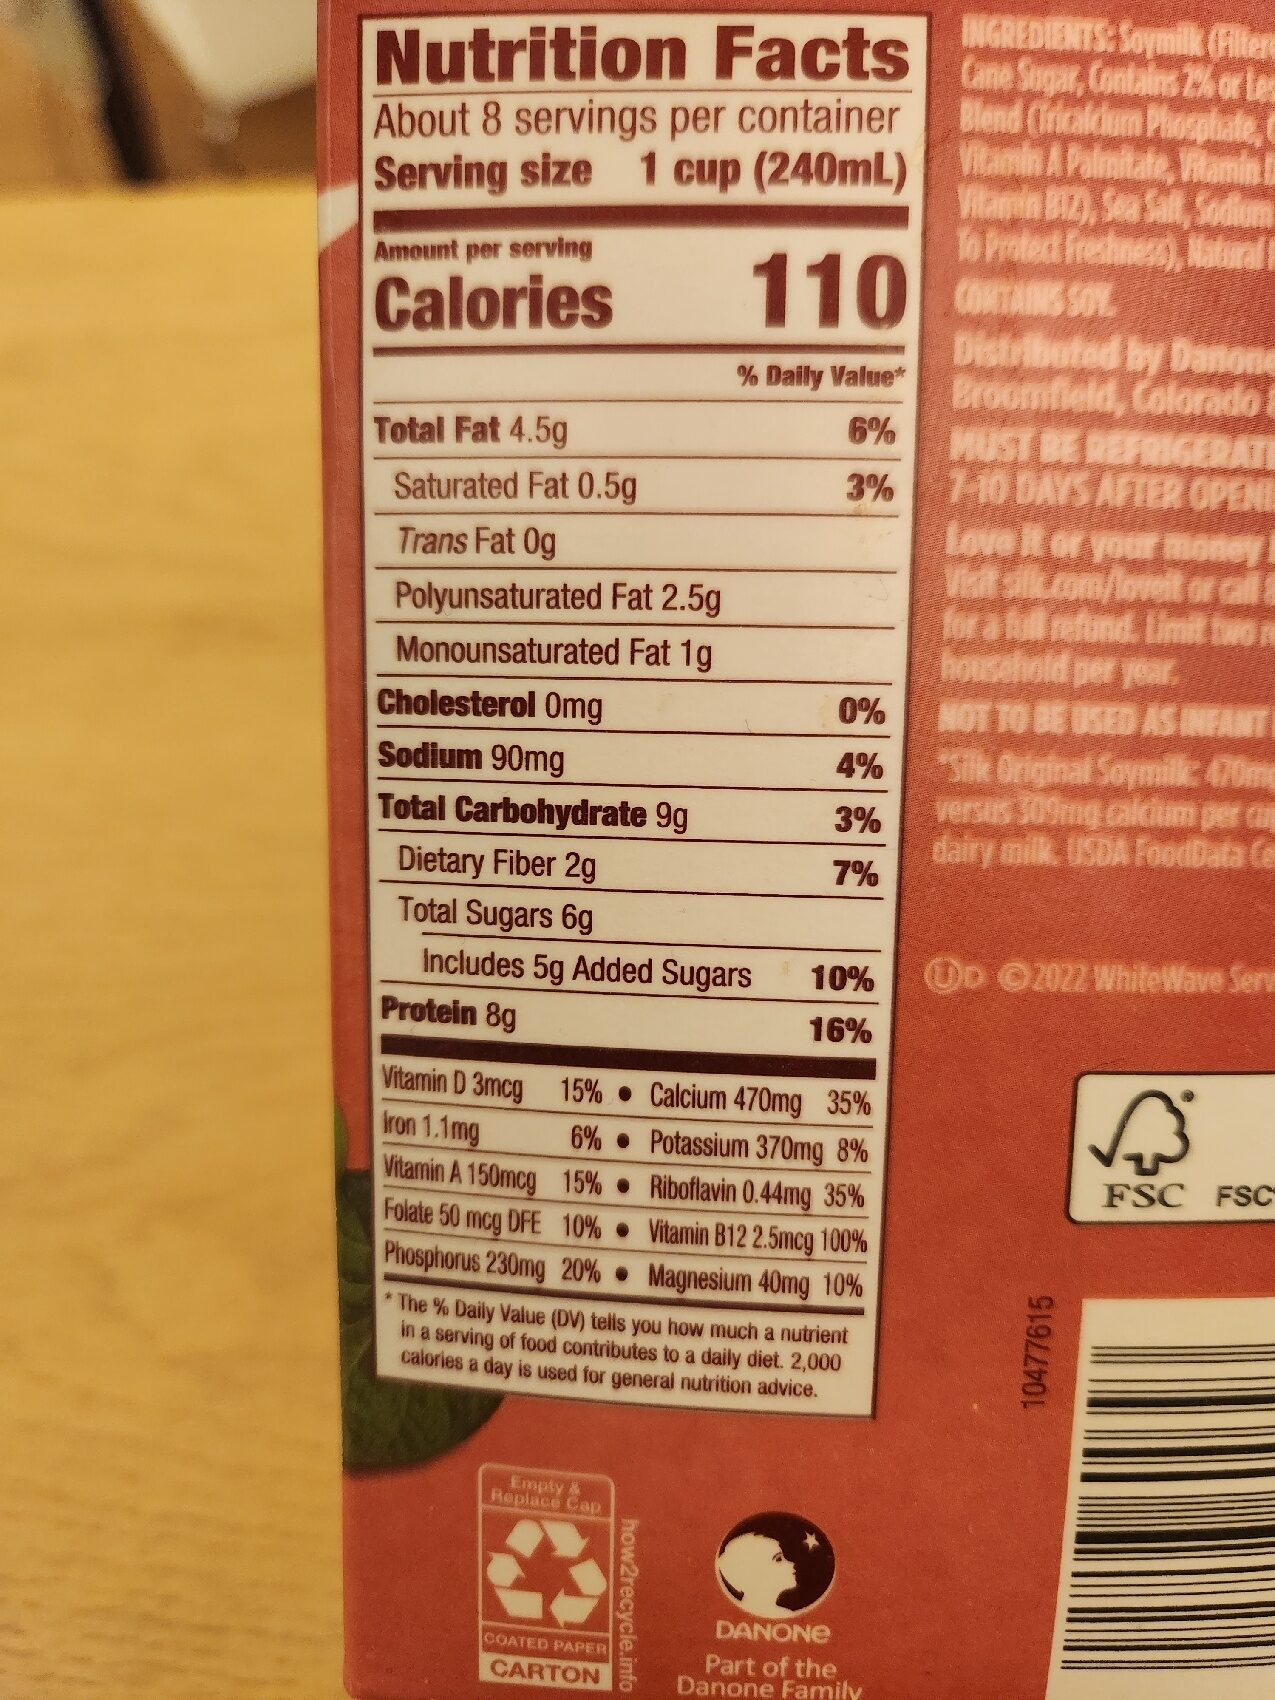 Nutrition Facts
About 8 servings per container
Serving size 1 cup (240mL)
Amount per serving
Calories 110
% Daily Value*
Total Fat 4.5g 6%
Saturated Fat 0.5g 3%
Trans Fat 0g
Polyunsaturated Fat 2.5g
Monounsaturated Fat 1g
Cholesterol 0mg 0%
Sodium 90mg 4%
Total Carbohydrate 9g 3%
Dietary Fiber 2g 7%
Total Sugars 6g
Includes 5g Added Sugars 10%
Protein 8g 16%
Vitamin D 3mcg 15% • Calcium 470mg 35%
Iron 1.1mg 6% • Potassium 370mg 8%
Vitamin A 150mcg 15% • Riboflavin 0.44mg 35%
Folate 50 mcg DFE 10% • Vitamin B12 2.5mcg 100%
Phosphorus 230mg 20% • Magnesium 40mg 10%
* The % Daily Value (DV) tells you how much a nutrient
in a serving of food contributes to a daily diet. 2,000
calories a day is used for general nutrition advice.
Empty &
Replace Cap
COATED PAPER
CARTON
how2recycle.info
DANONE
Part of the
Danone Family
INGREDIENTS: Soymilk
Cane Sugar, Contains 2% or
Blend (Tricalcium Phosphate,
Vitamin A Palmitate, Vitamin
Vitamin B12), Sea Salt,
To Protect Freshness), Natural
CONTAINS SOY.
Distributed by Danone
Broomfield, Colorado
MUST BE
7-10 DAYS AFTER
Love it or your money
Visit silk.com/loveit or call
for a full refund. Limit two
household per year.
NOT TO BE USED AS INFANT
*Silk Original Soymilk:
versus 300mg calcium per
dairy milk. USDA FoodData
Ⓤ D © 2022 WhiteWave
FSC
10477615